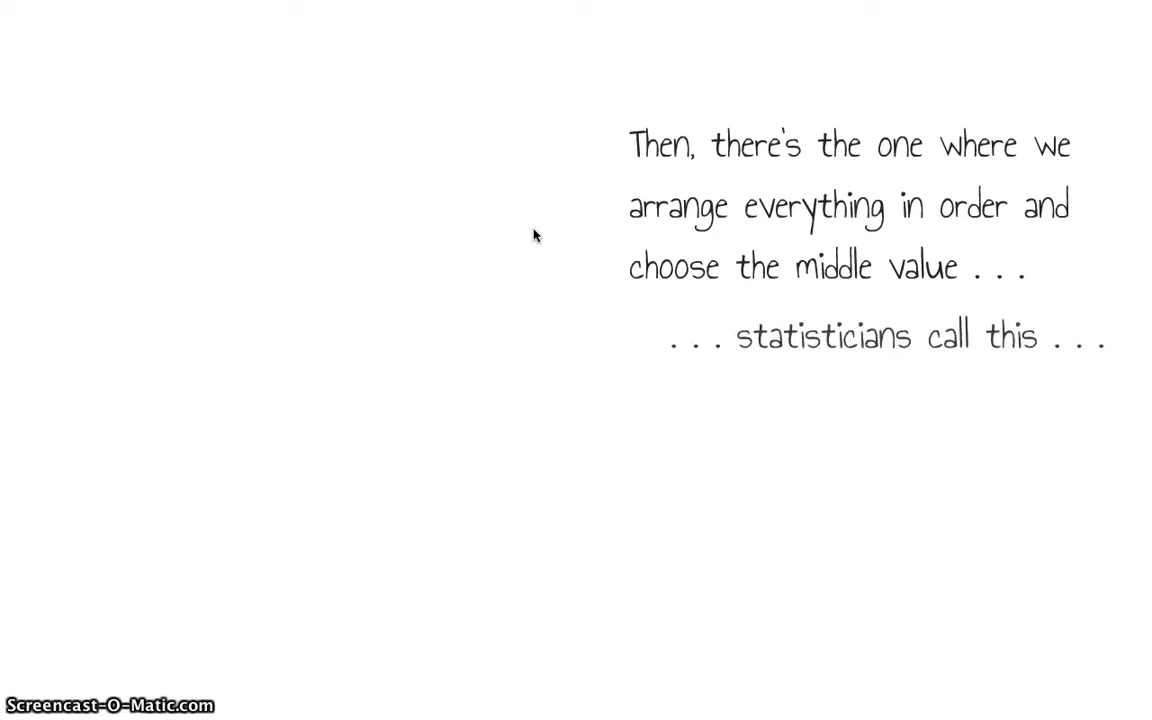 Then, there's the one where we
arrange everything in order and
choose the middle value . . .
. . . statisticians call this . . .
Screencast-O-Matic.com